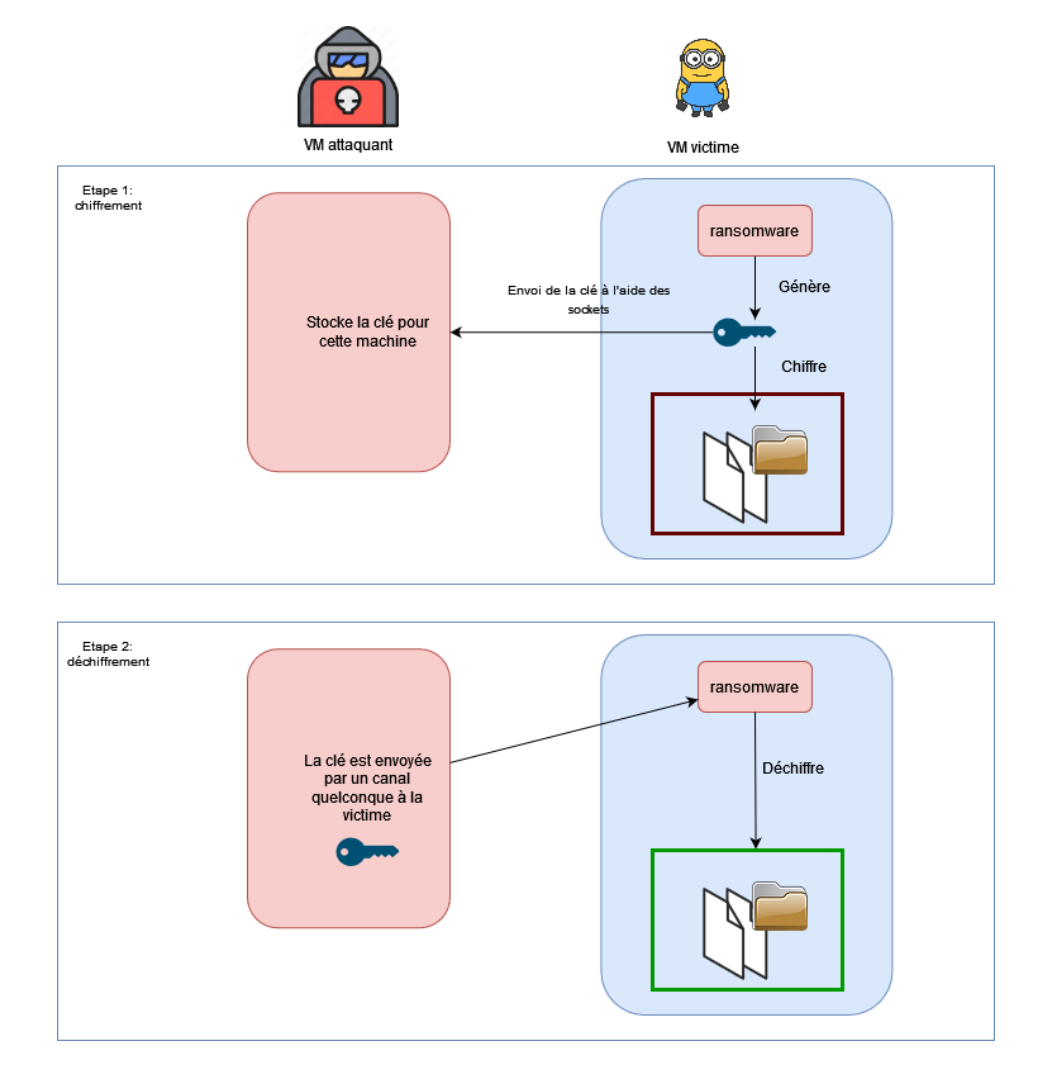 VM attaquant
VM victime
Etape 1:
chiffrement
ransomware
Génère
Envoi de la clé à l'aide des
sockets
Stocke la clé pour
cette machine
Chiffre
Etape 2:
déchiffrement
ransomware
La clé est envoyée
par un canal
quelconque à la
victime
Déchiffre